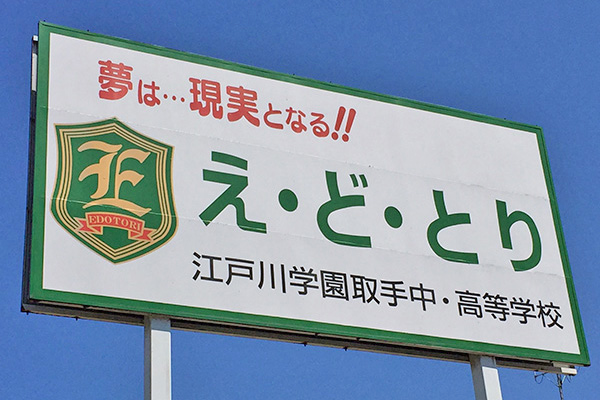 夢は…現実となる!!
E
EDOTORI
え・ど・とり
江戸川学園取手中・高等学校